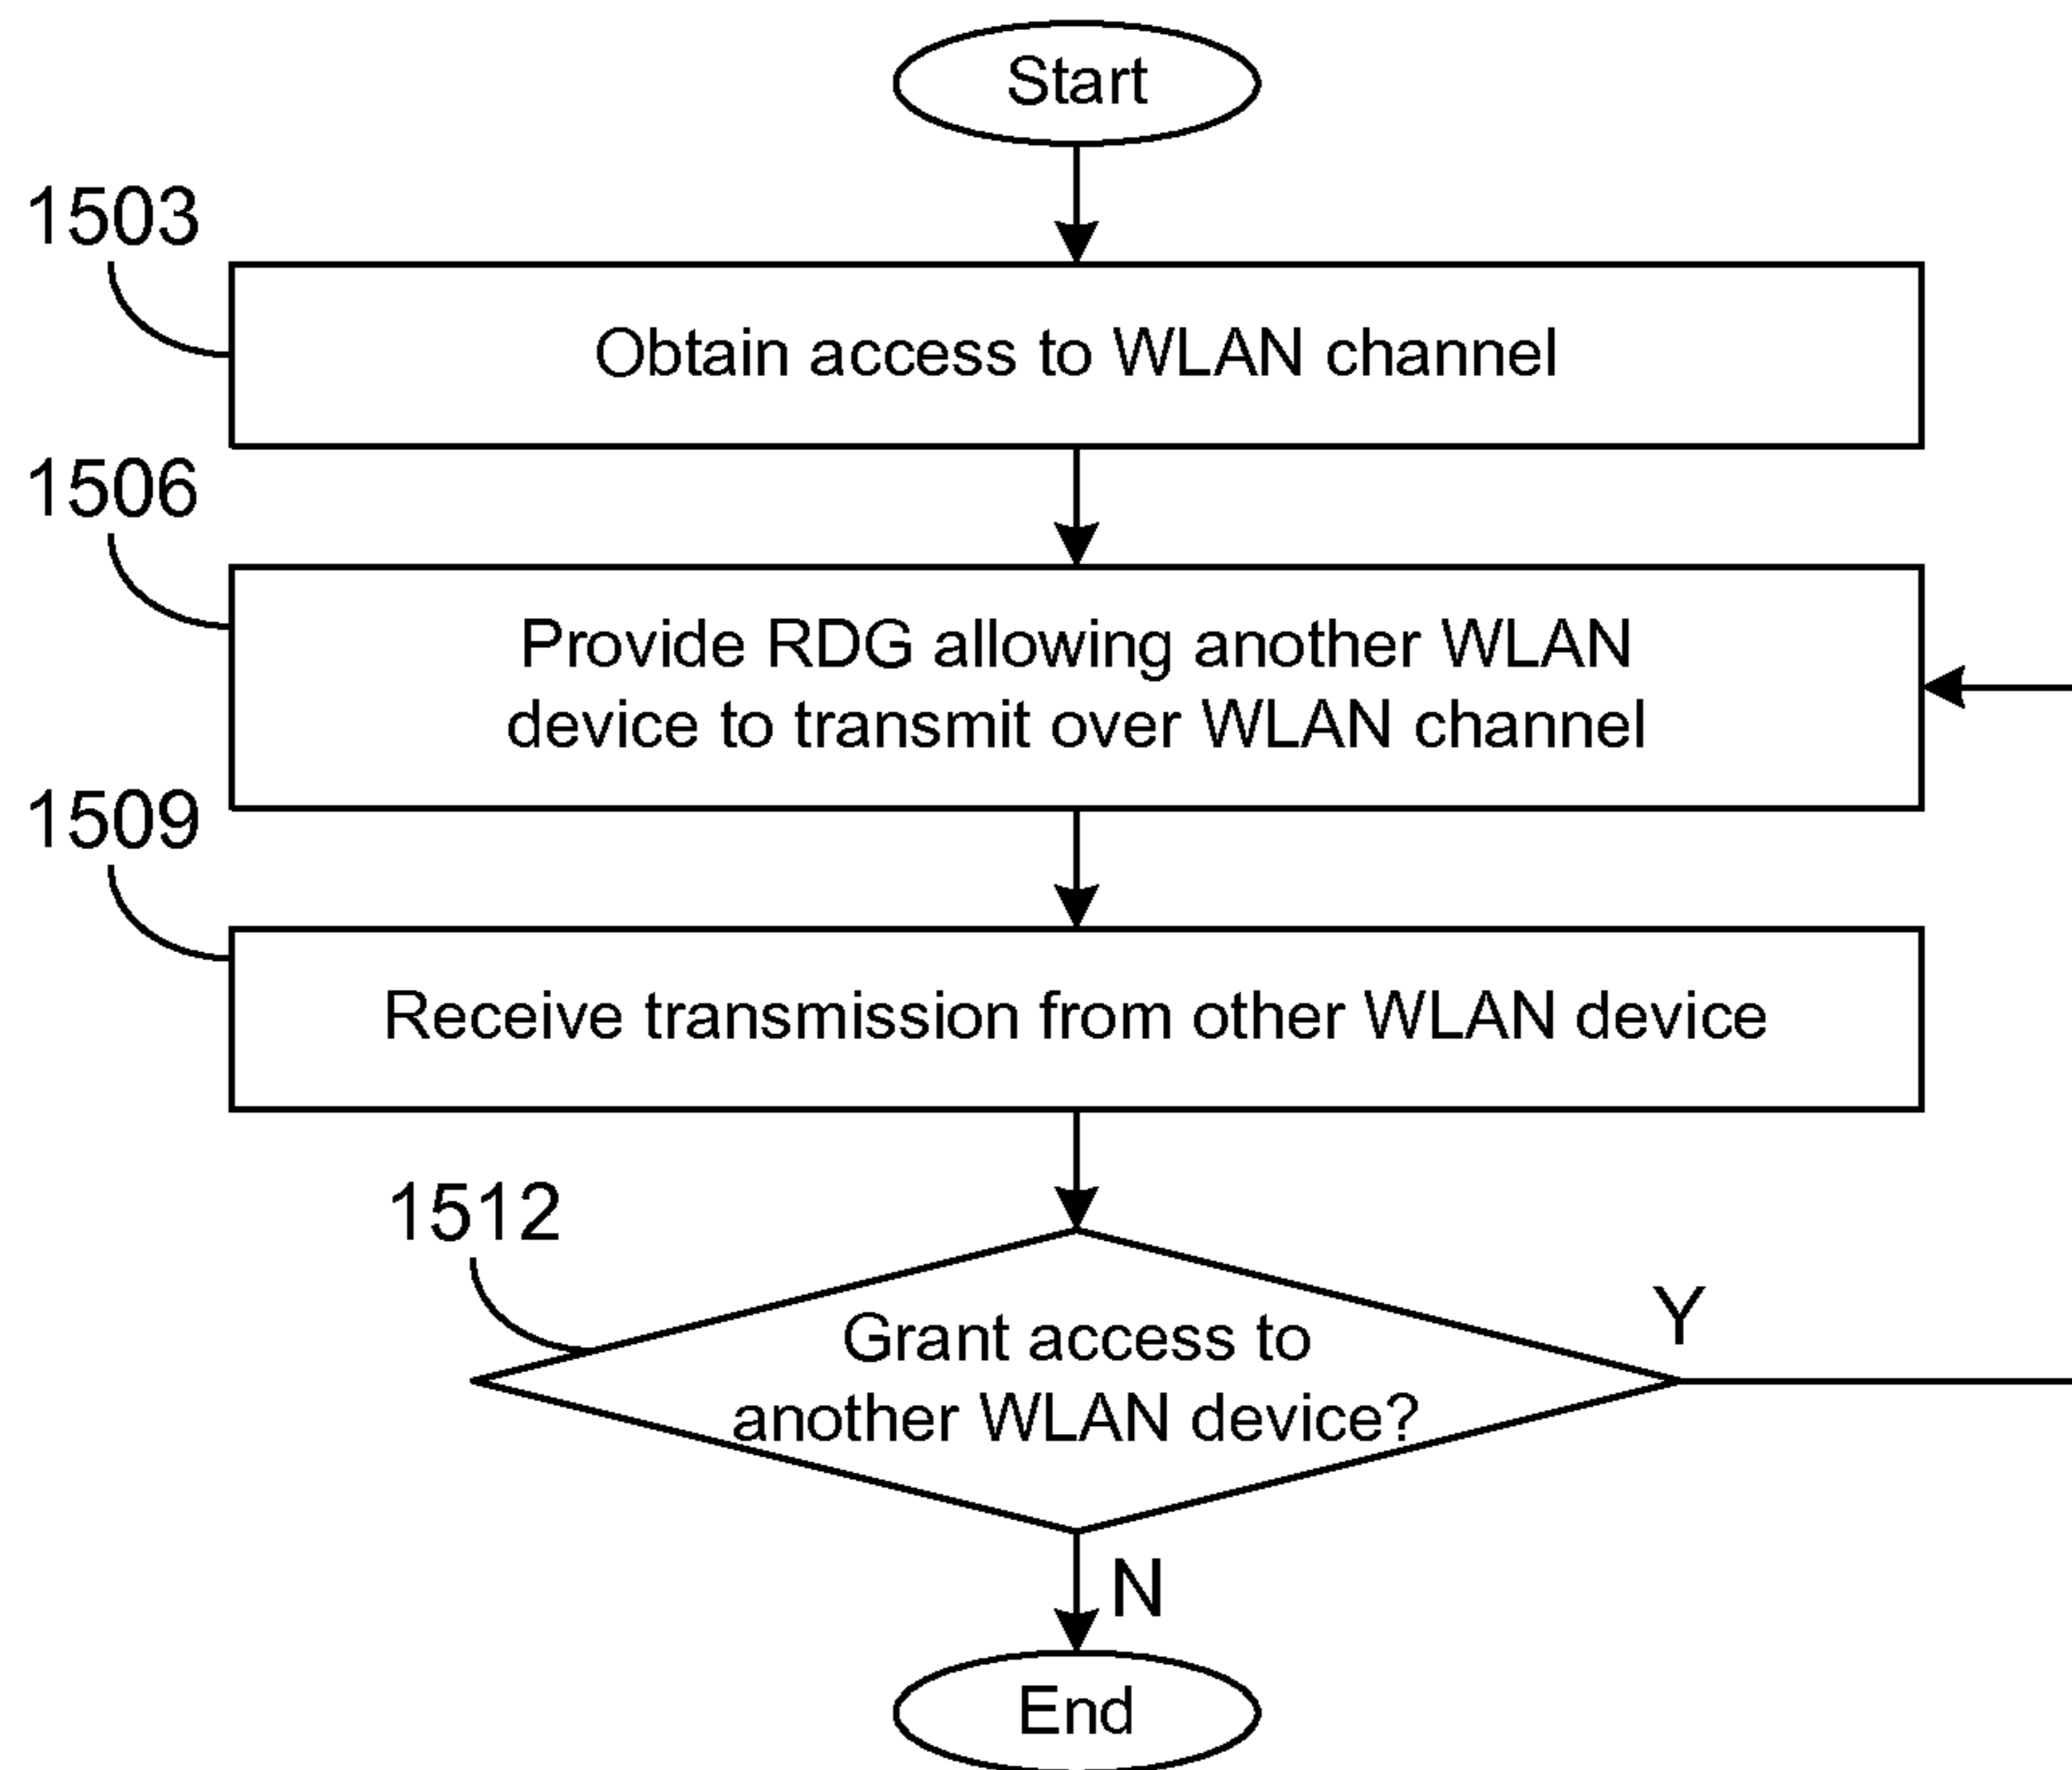 Start
1503
Obtain access to WLAN channel
1506
Provide RDG allowing another WLAN
device to transmit over WLAN channel
1509
Receive transmission from other WLAN device
1512
Grant access to
another WLAN device?
Y
N
End